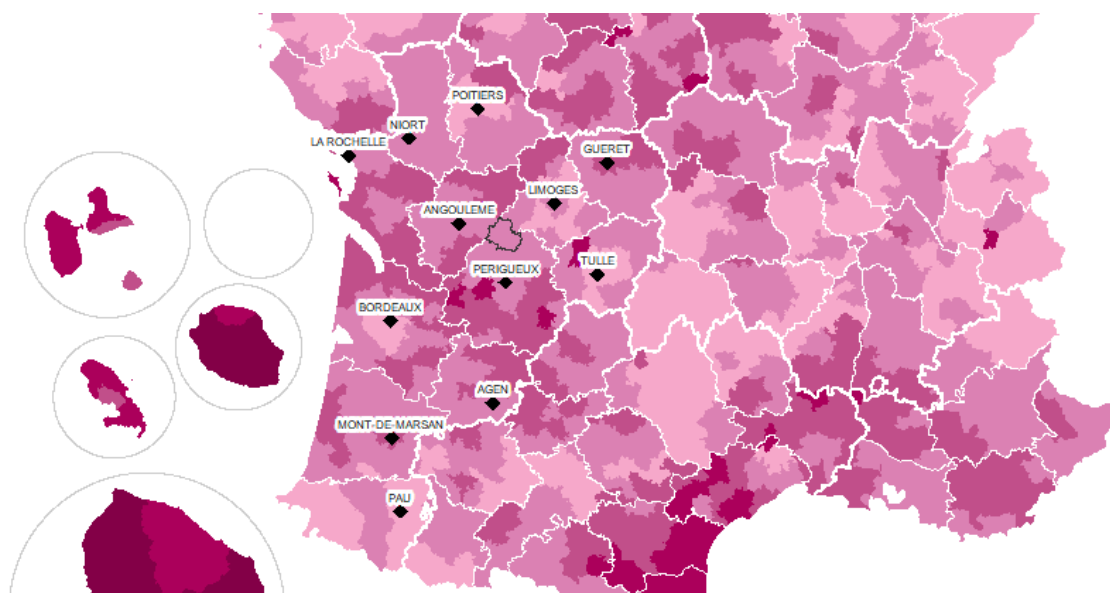 POITIERS
NIORT
LA ROCHELLE
GUERET
LIMOGES
ANGOULEME
PERIGUEUX
TULLE
BORDEAUX
AGEN
MONT-DE-MARSAN
PAU